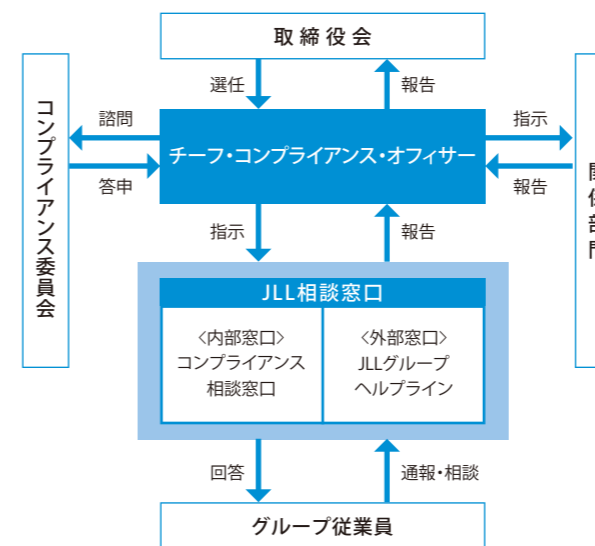 取締役会
選任
報告
コンプライアンス委員会
諮問
答申
チーフ・コンプライアンス・オフィサー
指示
報告
関係部門
指示
報告
JLL相談窓口
〈内部窓口〉
コンプライアンス
相談窓口
〈外部窓口〉
JLLグループ
ヘルプライン
回答
通報・相談
グループ従業員